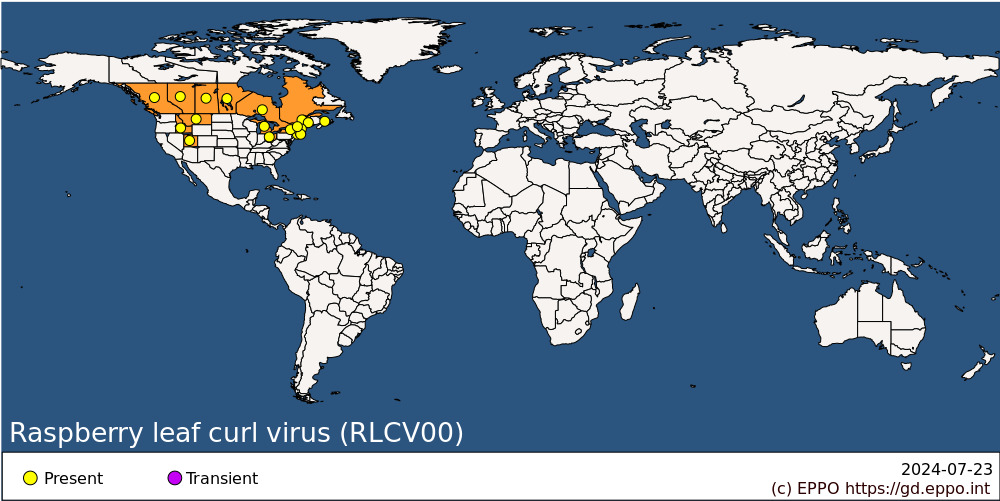 Raspberry leaf curl virus (RLCV00)
Present
Transient
2024-07-23
(c) EPPO https://gd.eppo.int